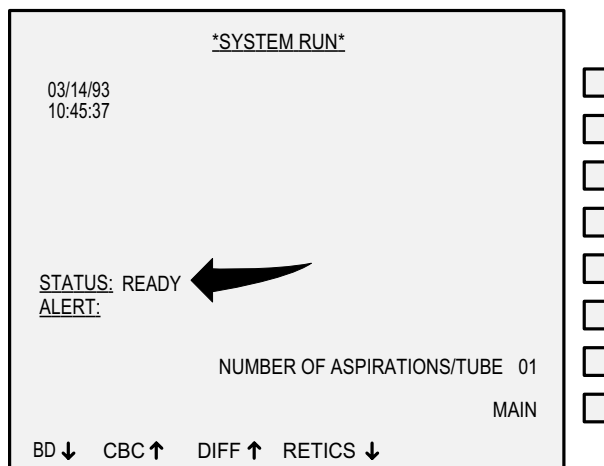 *SYSTEM RUN*
03/14/93
10:45:37
STATUS: READY
ALERT:
NUMBER OF ASPIRATIONS/TUBE 01
MAIN
BD ↓ CBC ↑ DIFF ↑ RETICS ↓